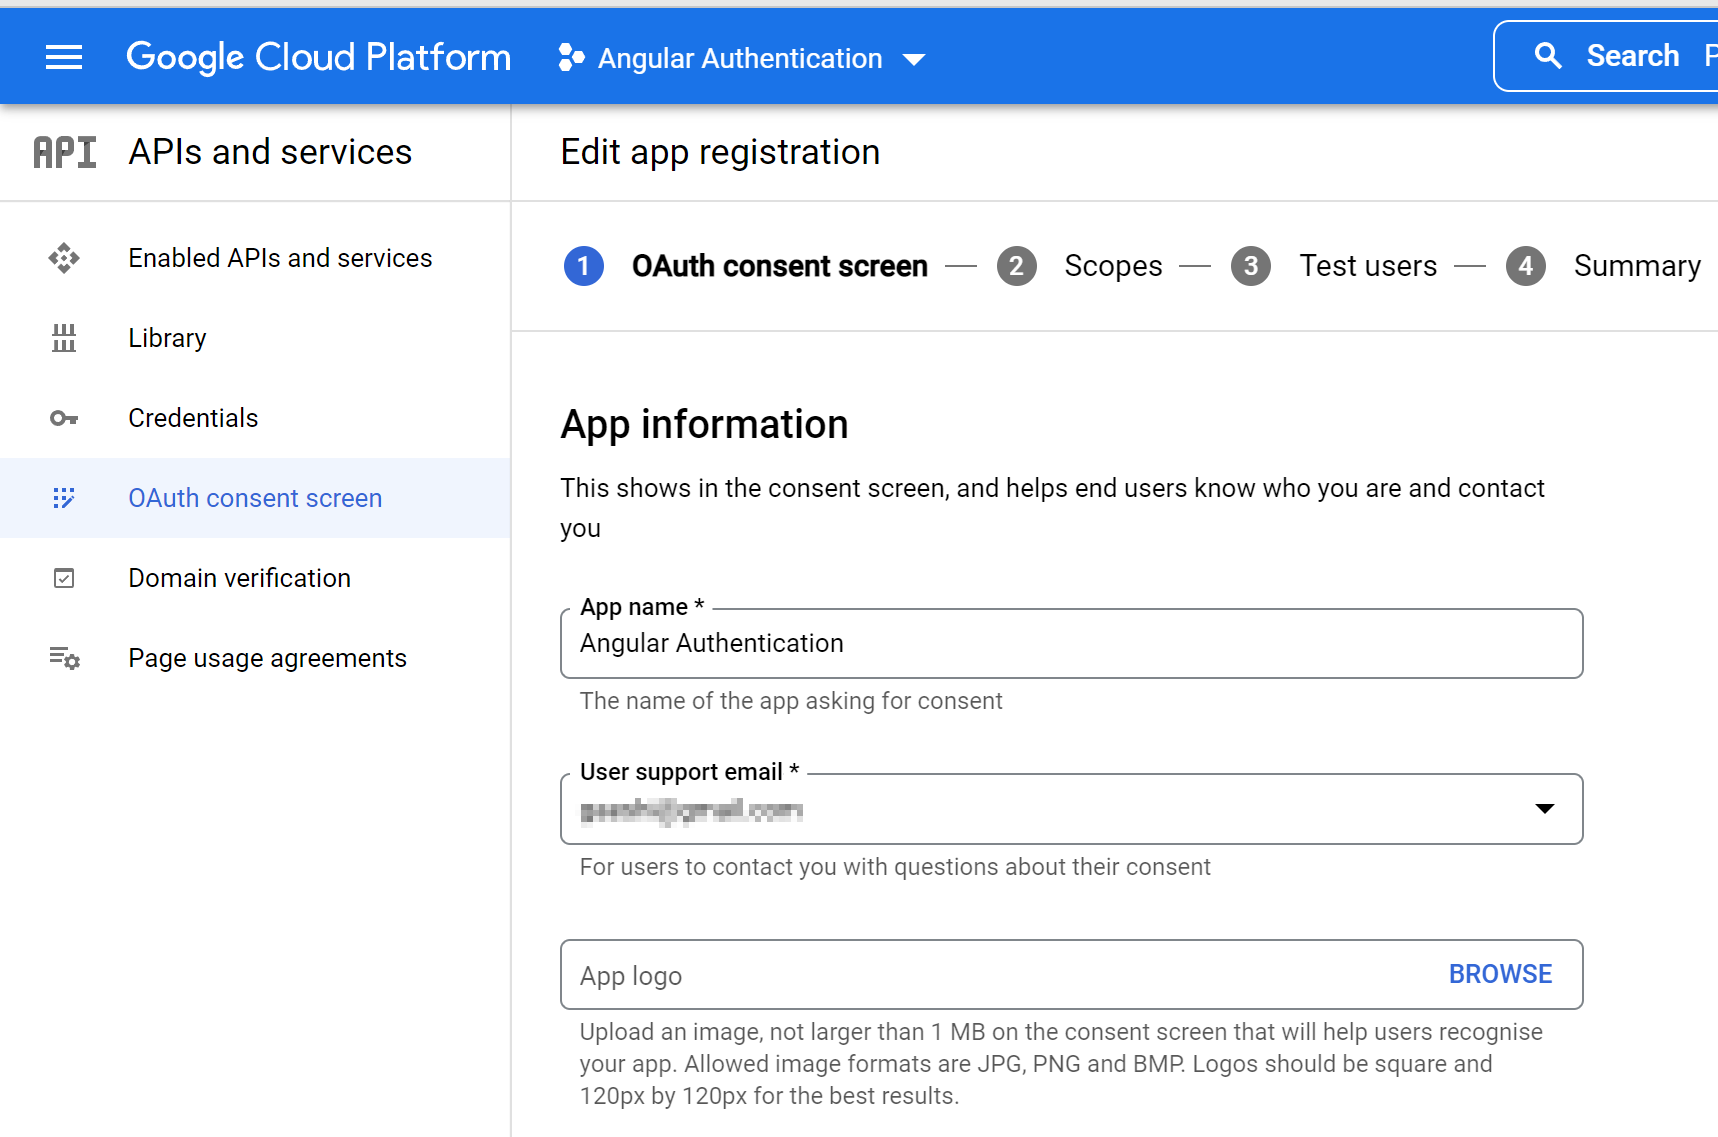 Google Cloud Platform
Angular Authentication
Search P
API APIs and services
Edit app registration
Enabled APIs and services
Library
Credentials
OAuth consent screen
Domain verification
Page usage agreements
1 OAuth consent screen — 2 Scopes — 3 Test users — 4 Summary
App information
This shows in the consent screen, and helps end users know who you are and contact
you
App name *
Angular Authentication
The name of the app asking for consent
User support email *
For users to contact you with questions about their consent
App logo
BROWSE
Upload an image, not larger than 1 MB on the consent screen that will help users recognise
your app. Allowed image formats are JPG, PNG and BMP. Logos should be square and
120px by 120px for the best results.